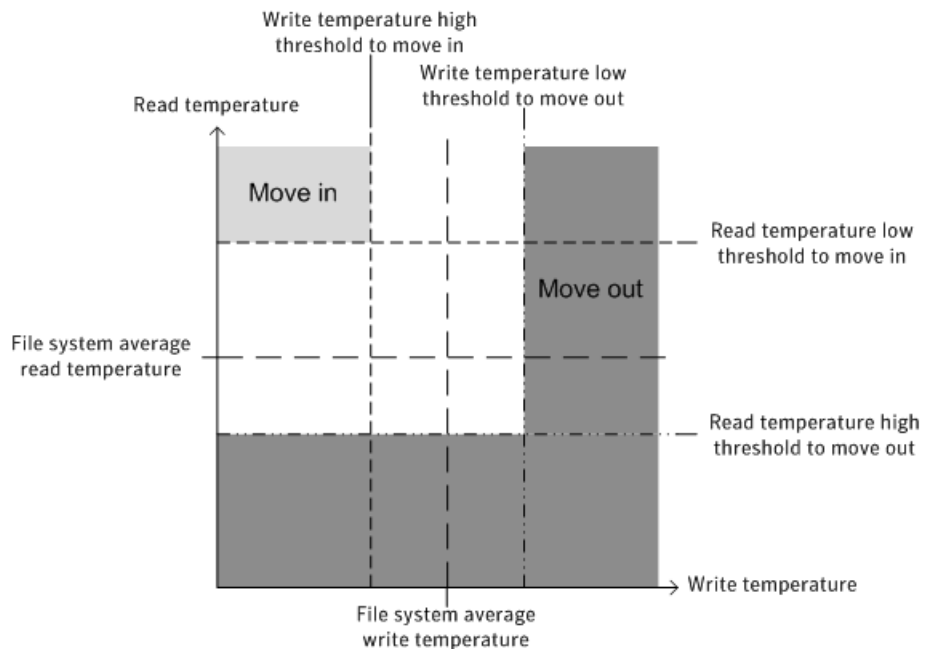 Write temperature high
threshold to move in
Write temperature low
threshold to move out
Read temperature
Move in
Read temperature low
threshold to move in
Move out
File system average
read temperature
Read temperature high
threshold to move out
Write temperature
File system average
write temperature